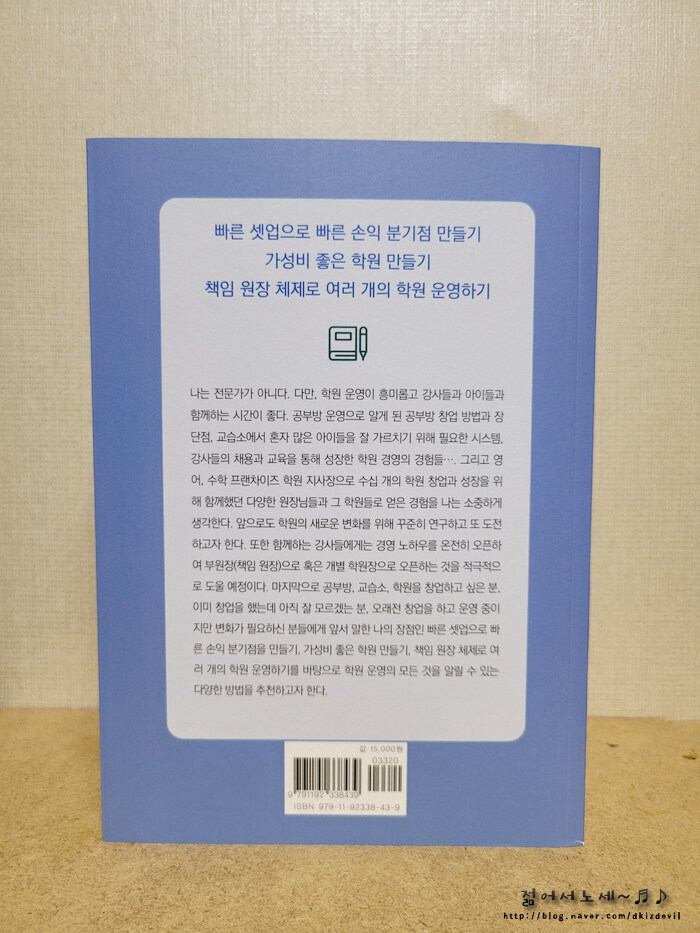 빠른 셋업으로 빠른 손익 분기점 만들기
가성비 좋은 학원 만들기
책임 원장 체제로 여러 개의 학원 운영하기
나는 전문가가 아니다. 다만, 학원 운영이 흥미롭고 강사들과 아이들과
함께하는 시간이 좋다. 공부방 운영으로 알게 된 공부방 창업 방법과 장
단점, 교습소에서 혼자 많은 아이들을 잘 가르치기 위해 필요한 시스템,
강사들의 채용과 교육을 통해 성장한 학원 경영의 경험들…. 그리고 영
어, 수학 프랜차이즈 학원 지사장으로 수십 개의 학원 창업과 성장을 위
해 함께했던 다양한 원장님들과 그 학원들로 얻은 경험을 나는 소중하게
생각한다. 앞으로도 학원의 새로운 변화를 위해 꾸준히 연구하고 또 도전
하고자 한다. 또한 함께하는 강사들에게는 경영 노하우를 온전히 오픈하
여 부원장(책임 원장)으로 혹은 개별 학원장으로 오픈하는 것을 적극적으
로 도울 예정이다. 마지막으로 공부방, 교습소, 학원을 창업하고 싶은 분,
이미 창업을 했는데 아직 잘 모르겠는 분, 오래전 창업을 하고 운영 중이
지만 변화가 필요하신 분들에게 앞서 말한 나의 장점인 빠른 셋업으로 빠
른 손익 분기점을 만들기, 가성비 좋은 학원 만들기, 책임 원장 체제로 여
러 개의 학원 운영하기를 바탕으로 학원 운영의 모든 것을 알릴 수 있는
다양한 방법을 추천하고자 한다.
값 15,000원
03320
9 791192 338439
ISBN 979-11-92338-43-9
젊어서노세~♬♪
http://blog.naver.com/dkizdevil